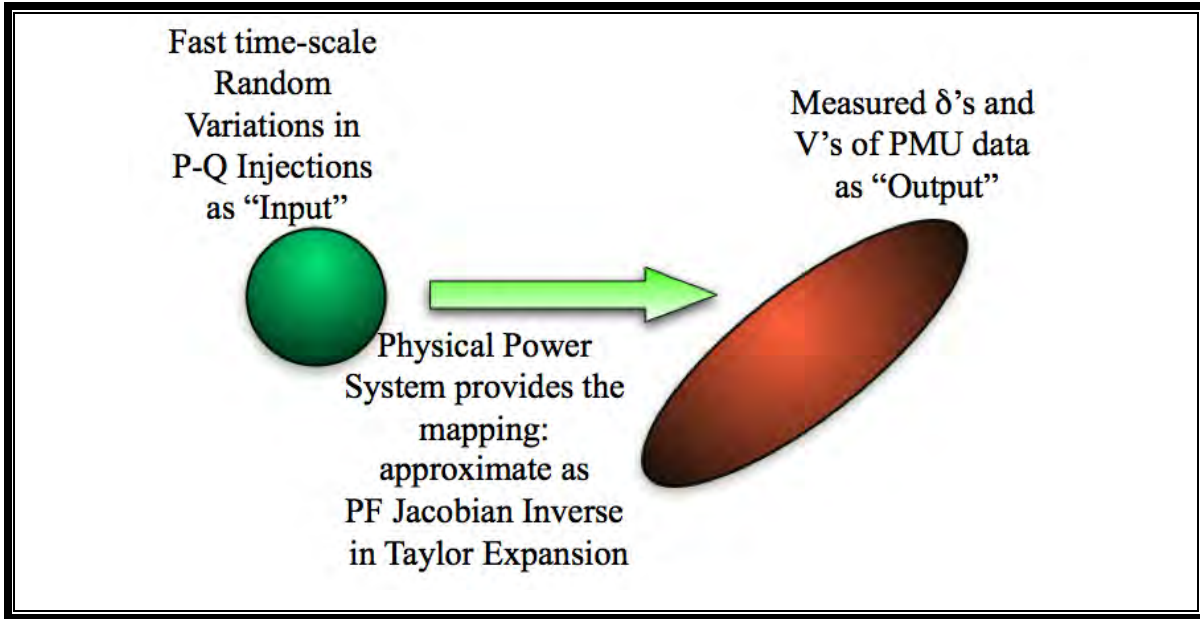 Fast time-scale
Random
Variations in
P-Q Injections
as “Input”
Measured δ’s and
V’s of PMU data
as “Output”
Physical Power
System provides the
mapping:
approximate as
PF Jacobian Inverse
in Taylor Expansion